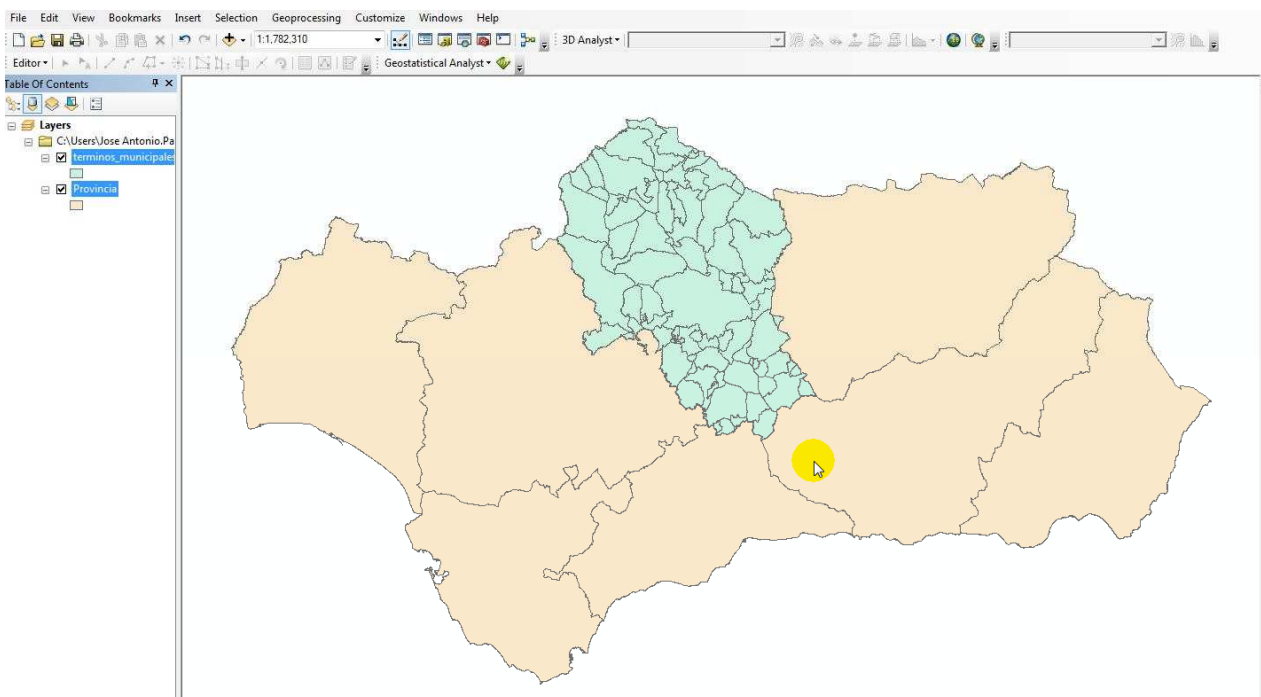 File Edit View Bookmarks Insert Selection Geoprocessing Customize Windows Help
1:1,782,310 3D Analyst
Editor Geostatistical Analyst
Table Of Contents
Layers
C:\Users\Jose Antonio.Pa
terminos_municipales
Provincia